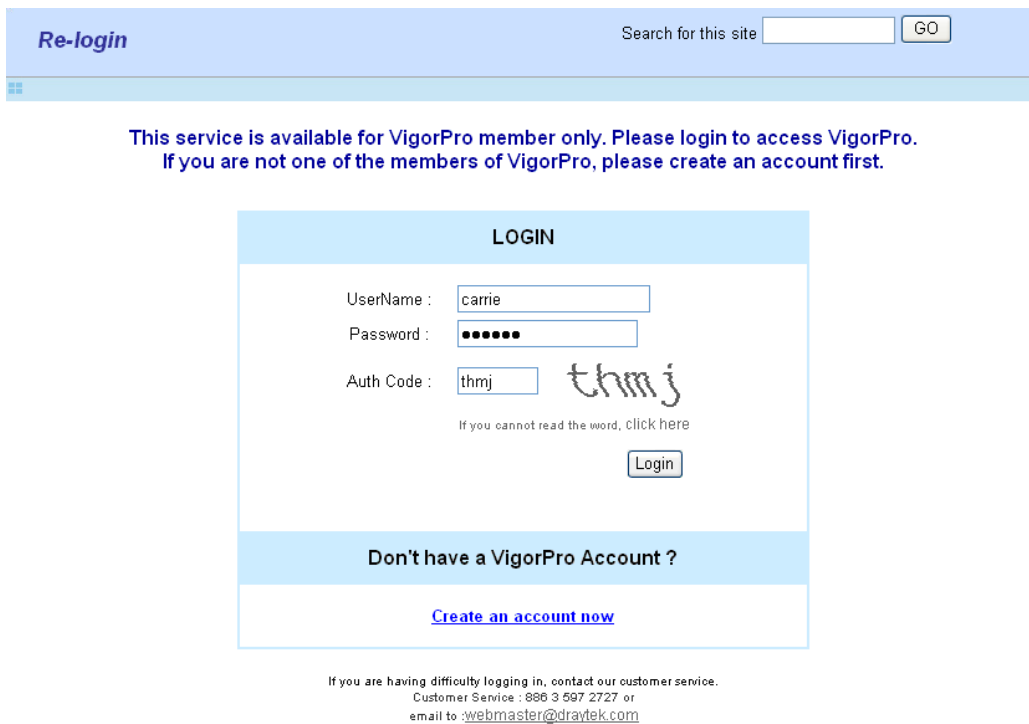 Re-login
Search for this site GO
This service is available for VigorPro member only. Please login to access VigorPro.
If you are not one of the members of VigorPro, please create an account first.
LOGIN
UserName : carrie
Password : ●●●●●●
Auth Code : thmj thmj
If you cannot read the word, click here
Login
Don't have a VigorPro Account ?
Create an account now
If you are having difficulty logging in, contact our customer service.
Customer Service : 886 3 597 2727 or
email to :webmaster@draytek.com